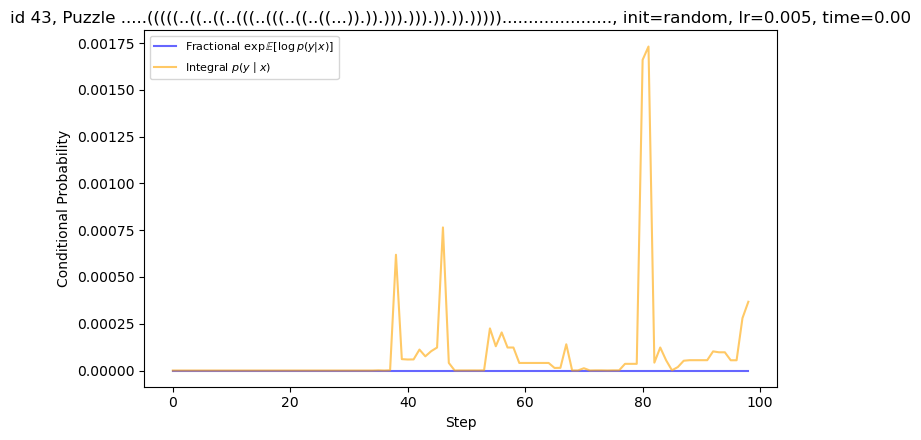 id 43, Puzzle .....(((((..((..((..(((..(((..((..((...)).)).))).))).)).)).)))))....................., init=random, lr=0.005, time=0.00
Fractional exp𝔼[log p(y|x)]
Integral p(y | x)
0.00175
0.00150
0.00125
0.00100
0.00075
0.00050
0.00025
0.00000
Conditional Probability
0 20 40 60 80 100
Step